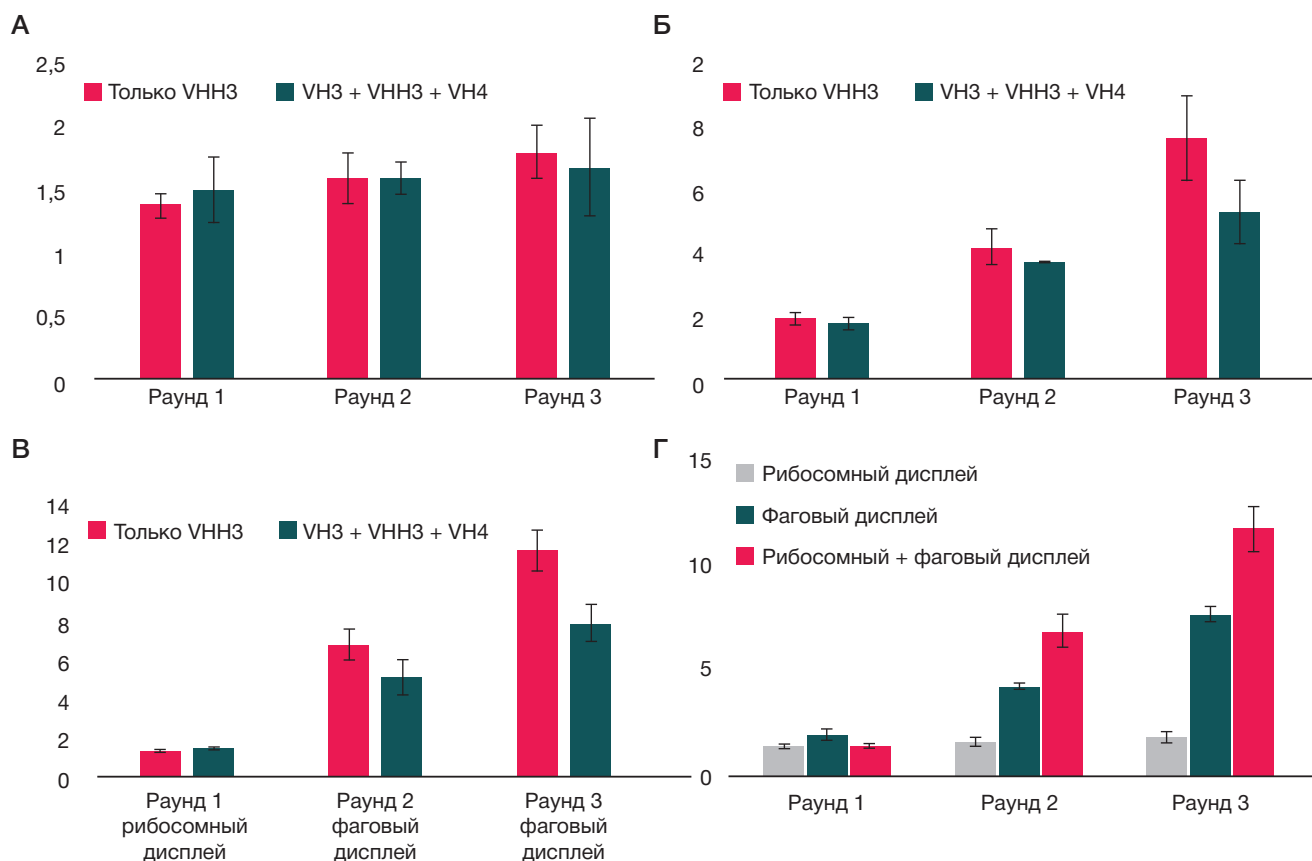 А
2,5
Только VHH3
VH3 + VHH3 + VH4
2
1,5
1
0,5
0
Раунд 1
Раунд 2
Раунд 3
Б
2
Только VHH3
VH3 + VHH3 + VH4
8
6
4
2
0
Раунд 1
Раунд 2
Раунд 3
В
14
Только VHH3
VH3 + VHH3 + VH4
12
10
8
6
4
2
0
Раунд 1
рибосомный
дисплей
Раунд 2
фаговый
дисплей
Раунд 3
фаговый
дисплей
Г
15
Рибосомный дисплей
Фаговый дисплей
Рибосомный + фаговый дисплей
10
5
0
Раунд 1
Раунд 2
Раунд 3